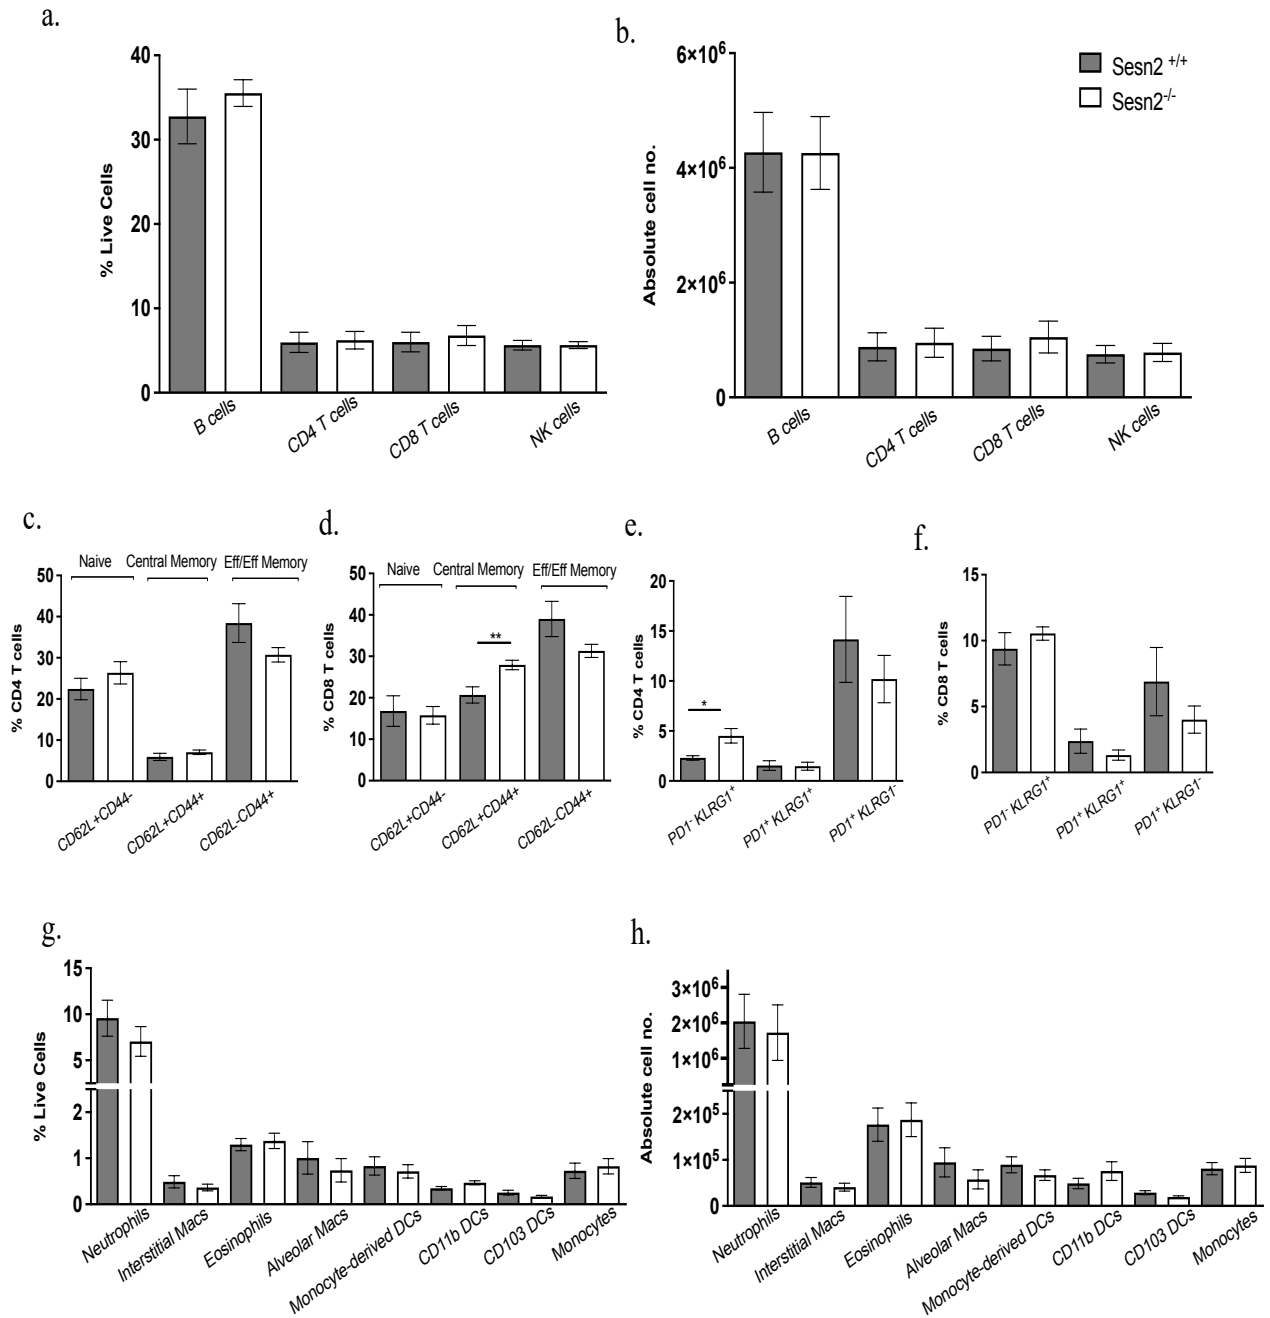 a.
40
30
20
10
0
% Live Cells
B cells
CD4 T cells
CD8 T cells
NK cells
b.
6×10⁶
4×10⁶
2×10⁶
0
Absolute cell no.
B cells
CD4 T cells
CD8 T cells
NK cells
Sesn2 +/+
Sesn2-/-
c.
Naive Central Memory Eff/Eff Memory
50
40
30
20
10
0
% CD4 T cells
CD62L+CD44-
CD62L+CD44+
CD62L-CD44+
d.
Naive Central Memory Eff/Eff Memory
50
40
30
20
10
0
% CD8 T cells
**
CD62L+CD44-
CD62L+CD44+
CD62L-CD44+
e.
20
15
10
5
0
% CD4 T cells
*
PD1⁻ KLRG1⁺
PD1⁺ KLRG1⁺
PD1⁺ KLRG1⁻
f.
15
10
5
0
% CD8 T cells
PD1⁻ KLRG1⁺
PD1⁺ KLRG1⁺
PD1⁺ KLRG1⁻
g.
15
10
5
2
1
0
% Live Cells
Neutrophils
Interstitial Macs
Eosinophils
Alveolar Macs
Monocyte-derived DCs
CD11b DCs
CD103 DCs
Monocytes
h.
3×10⁶
2×10⁶
1×10⁶
2×10⁵
1×10⁵
0
Absolute cell no.
Neutrophils
Interstitial Macs
Eosinophils
Alveolar Macs
Monocyte-derived DCs
CD11b DCs
CD103 DCs
Monocytes